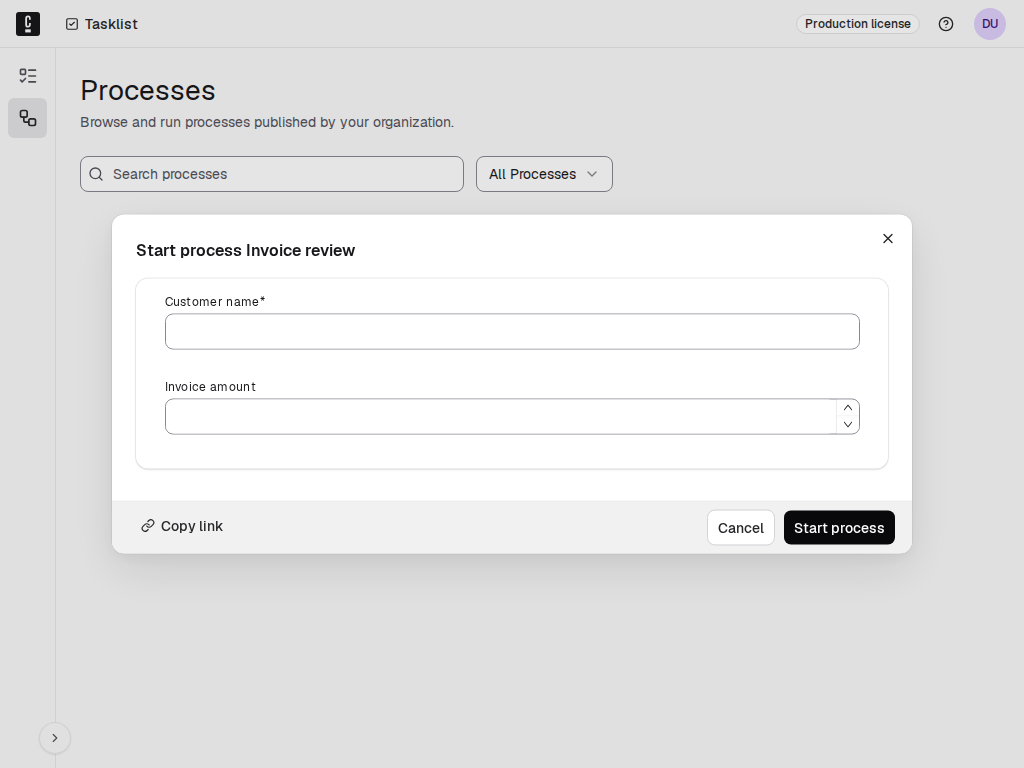 Tasklist
Production license
DU
Processes
Browse and run processes published by your organization.
Search processes
All Processes
Start process Invoice review
Customer name*
Invoice amount
Copy link
Cancel
Start process